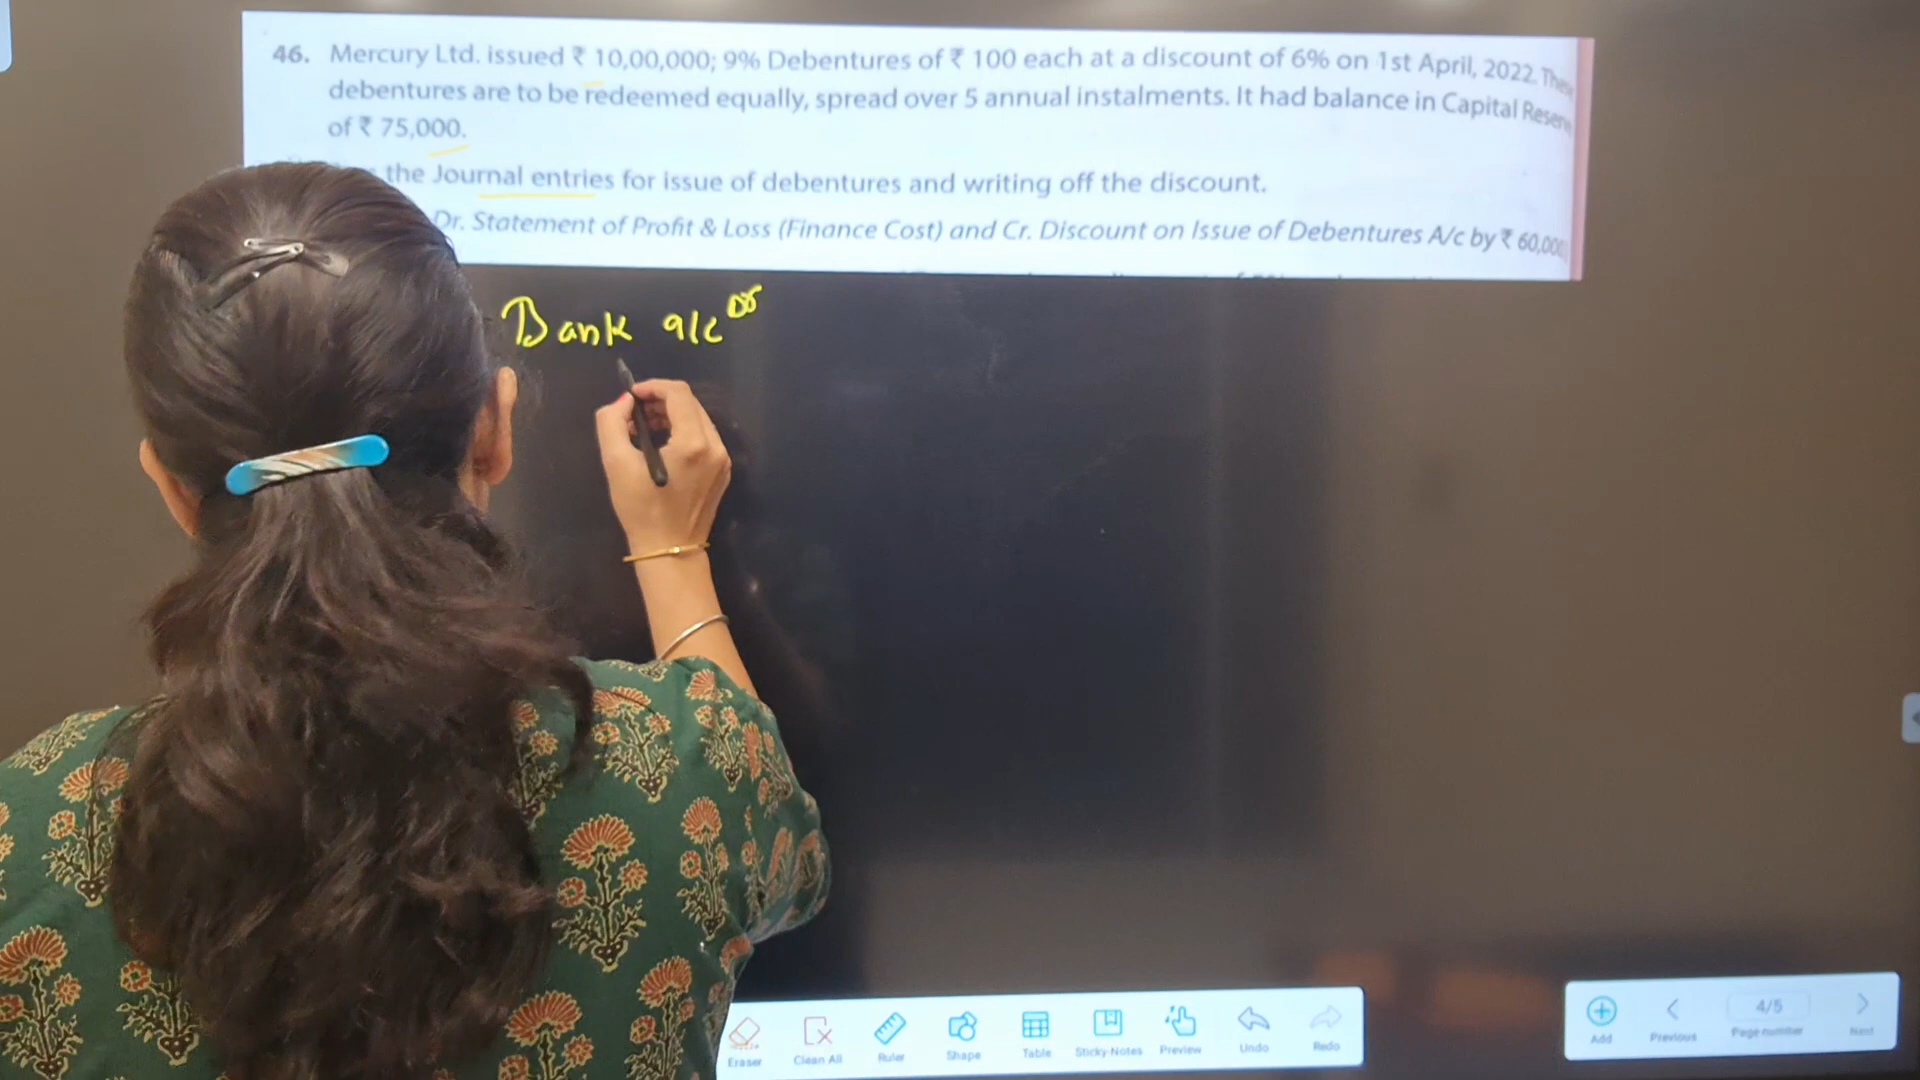 46. Mercury Ltd. issued ₹ 10,00,000; 9% Debentures of ₹ 100 each at a discount of 6% on 1st April, 2022. These
debentures are to be redeemed equally, spread over 5 annual instalments. It had balance in Capital Reserve
of ₹ 75,000.
the Journal entries for issue of debentures and writing off the discount.
Dr. Statement of Profit & Loss (Finance Cost) and Cr. Discount on Issue of Debentures A/c by ₹ 60,000
Bank a/c Dr
Eraser
Clean All
Ruler
Shape
Table
Sticky Notes
Preview
Undo
Redo
Add
Previous
4/5
Page number
Next